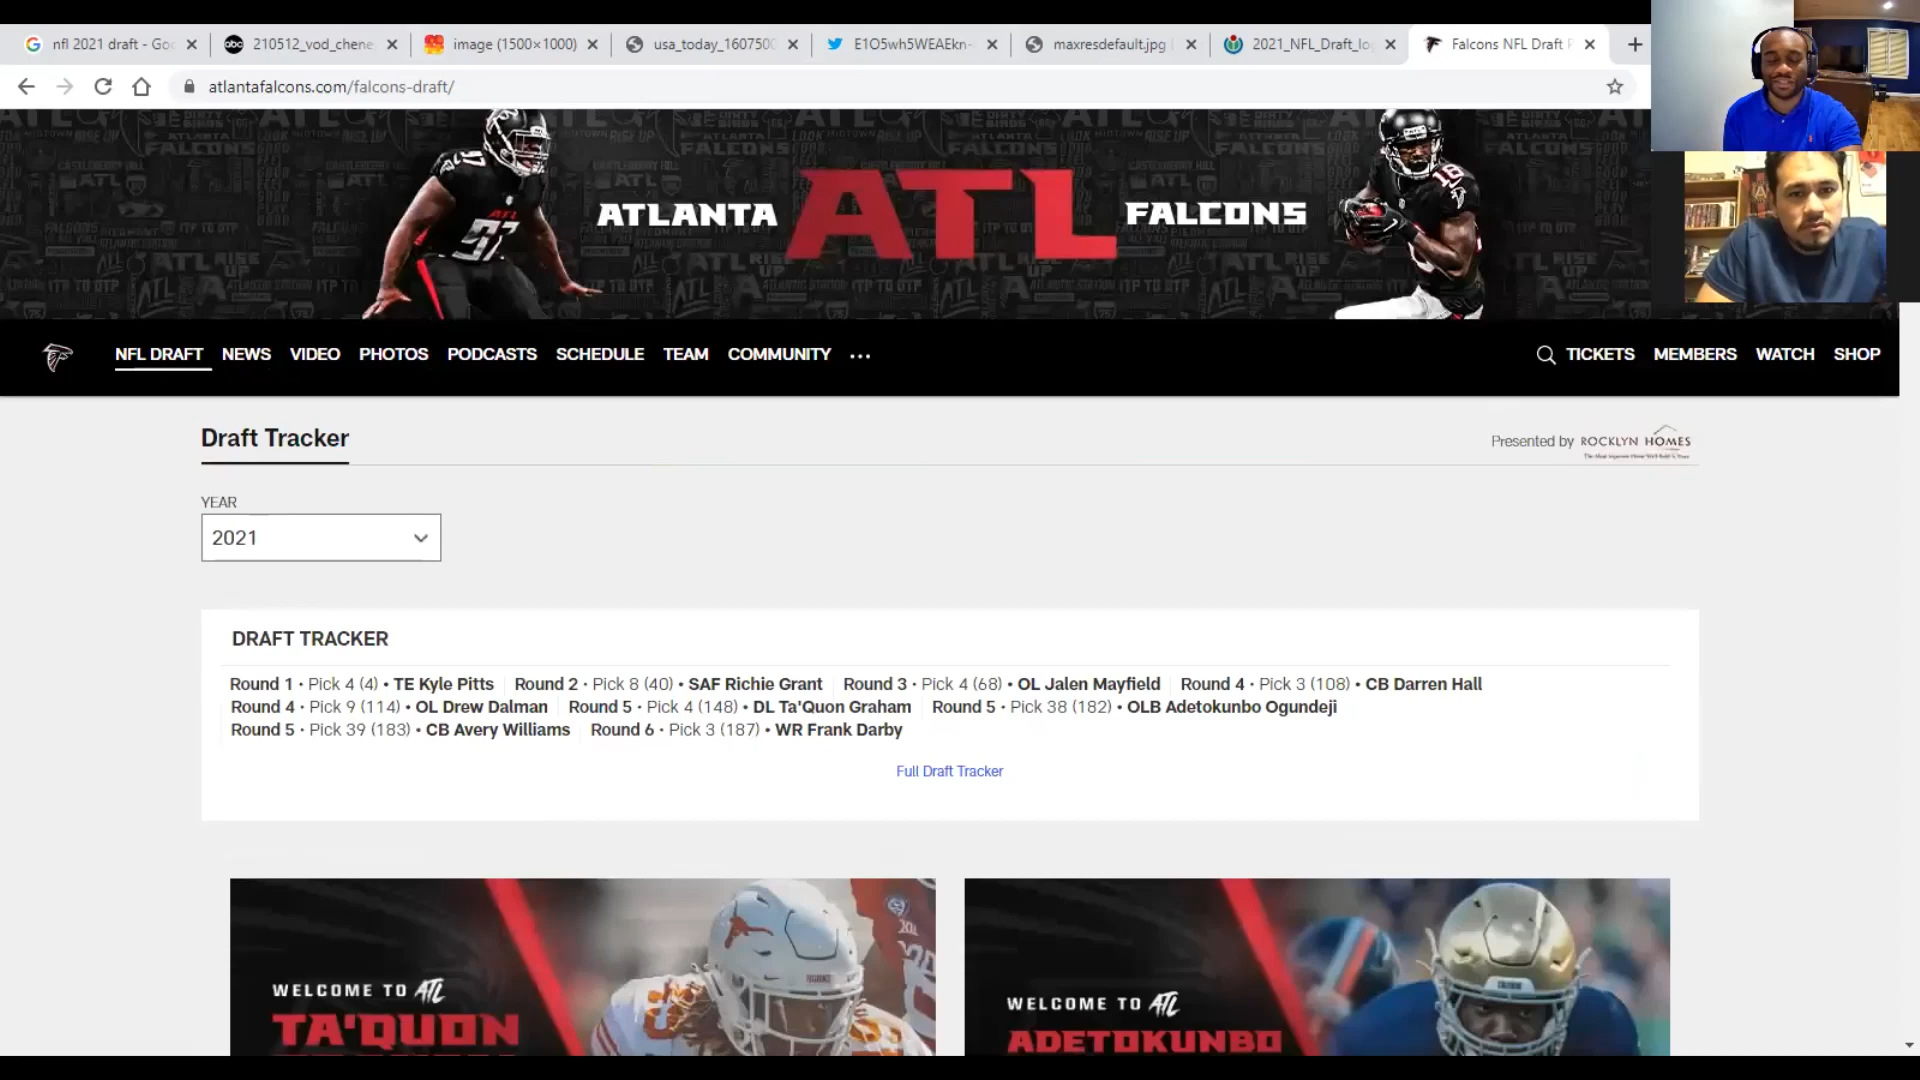 nfl 2021 draft - Goo
210512_vod_chene
image (1500×1000)
usa_today_1607500
E1O5wh5WEAEkn-
maxresdefault.jpg
2021_NFL_Draft_lo
Falcons NFL Draft
atlantafalcons.com/falcons-draft/
97
ATL
ATLANTA
ATL
FALCONS
18
NFL DRAFT NEWS VIDEO PHOTOS PODCASTS SCHEDULE TEAM COMMUNITY ...
TICKETS MEMBERS WATCH SHOP
Draft Tracker
Presented by ROCKLYN HOMES
YEAR
2021
DRAFT TRACKER
Round 1 • Pick 4 (4) • TE Kyle Pitts Round 2 • Pick 8 (40) • SAF Richie Grant Round 3 • Pick 4 (68) • OL Jalen Mayfield Round 4 • Pick 3 (108) • CB Darren Hall
Round 4 • Pick 9 (114) • OL Drew Dalman Round 5 • Pick 4 (148) • DL Ta'Quon Graham Round 5 • Pick 38 (182) • OLB Adetokunbo Ogundeji
Round 5 • Pick 39 (183) • CB Avery Williams Round 6 • Pick 3 (187) • WR Frank Darby
Full Draft Tracker
WELCOME TO ATL
TA'QUON
WELCOME TO ATL
ADETOKUNBO